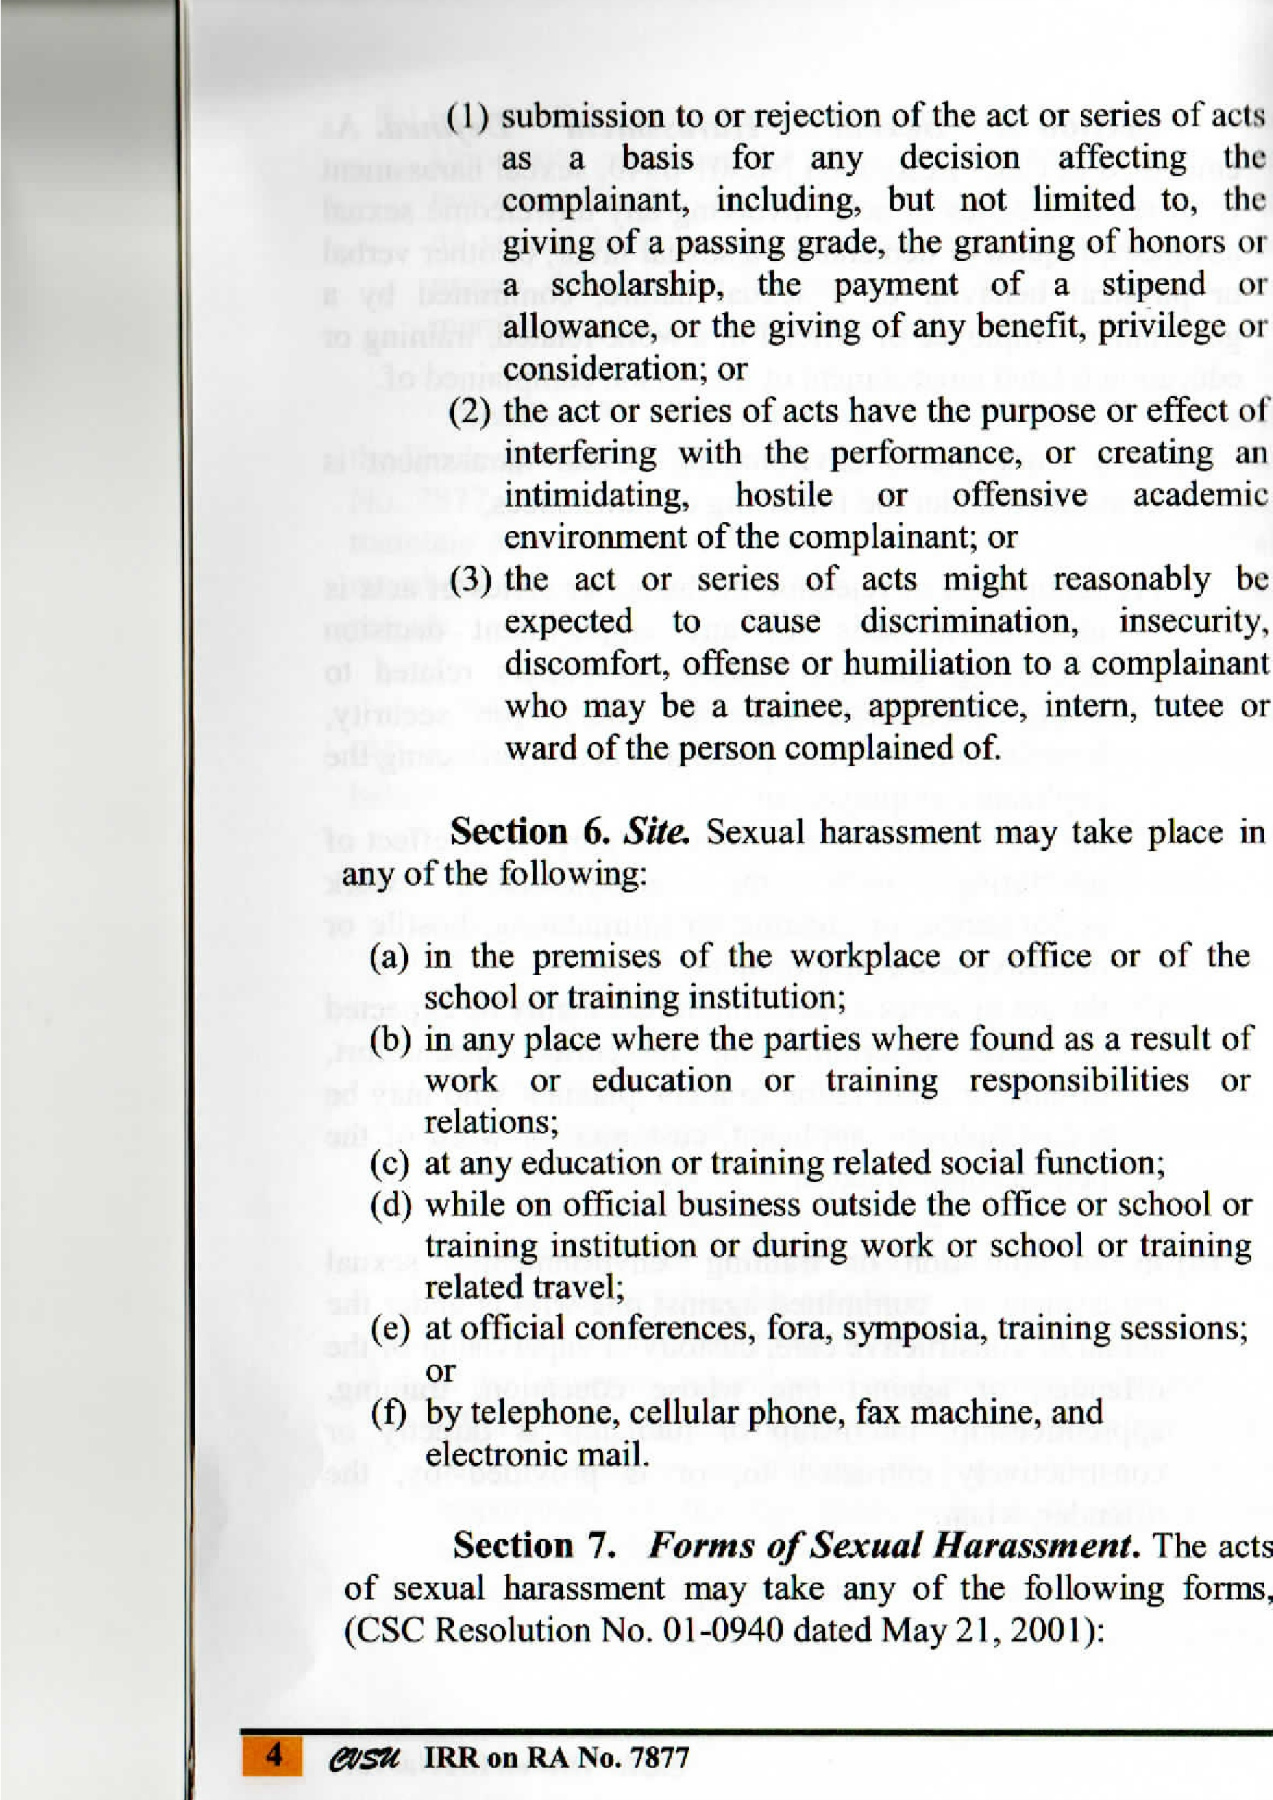 (1) submission to or rejection of the act or series of acts
as a basis for any decision affecting the
complainant, including, but not limited to, the
giving of a passing grade, the granting of honors or
a scholarship, the payment of a stipend or
allowance, or the giving of any benefit, privilege or
consideration; or
(2) the act or series of acts have the purpose or effect of
interfering with the performance, or creating an
intimidating, hostile or offensive academic
environment of the complainant; or
(3) the act or series of acts might reasonably be
expected to cause discrimination, insecurity,
discomfort, offense or humiliation to a complainant
who may be a trainee, apprentice, intern, tutee or
ward of the person complained of.
Section 6. Site. Sexual harassment may take place in
any of the following:
(a) in the premises of the workplace or office or of the
school or training institution;
(b) in any place where the parties where found as a result of
work or education or training responsibilities or
relations;
(c) at any education or training related social function;
(d) while on official business outside the office or school or
training institution or during work or school or training
related travel;
(e) at official conferences, fora, symposia, training sessions;
or
(f) by telephone, cellular phone, fax machine, and
electronic mail.
Section 7. Forms of Sexual Harassment. The acts
of sexual harassment may take any of the following forms,
(CSC Resolution No. 01-0940 dated May 21, 2001):
4 CVSU IRR on RA No. 7877